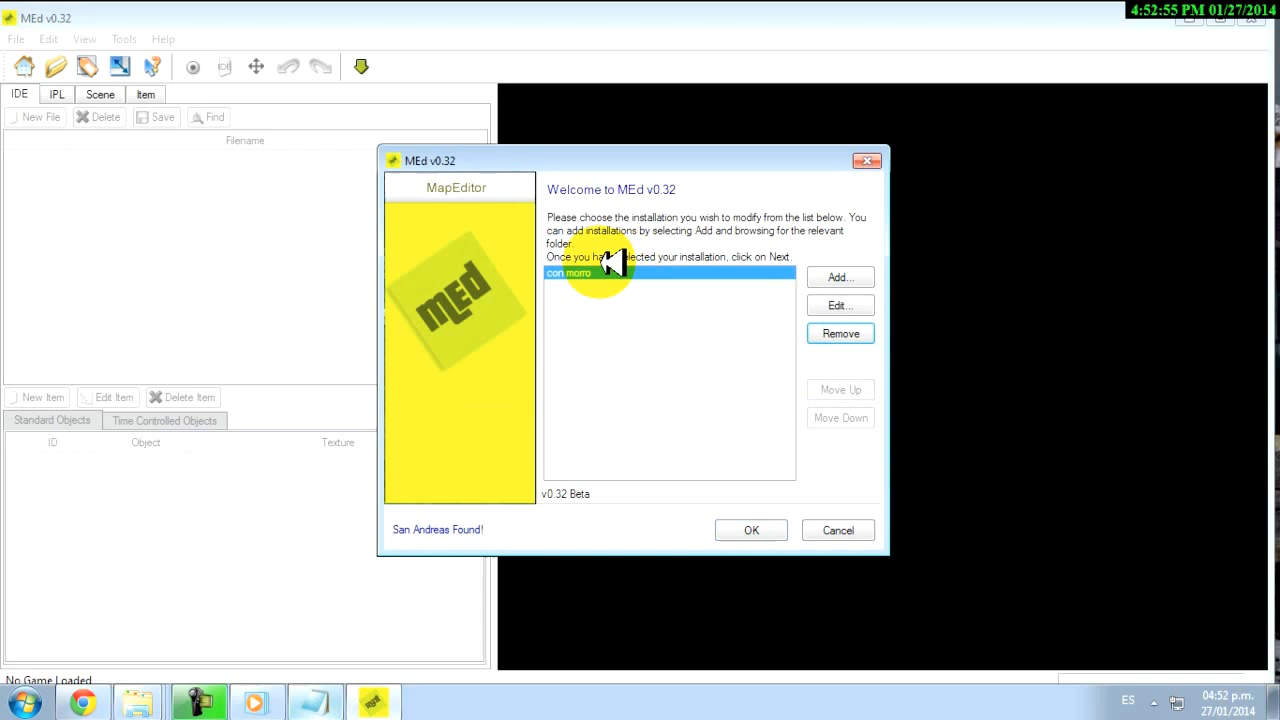 4:52:55 PM 01/27/2014
MEd v0.32
File Edit View Tools Help
IDE
IDE IPL Scene Item
New File Delete Save Find
Filename
MEd v0.32
MapEditor
Welcome to MEd v0.32
Please choose the installation you wish to modify from the list below. You
can add installations by selecting Add and browsing for the relevant
folder.
Once you selected your installation, click on Next.
con morro
Add...
Edit...
Remove
Move Up
Move Down
mEd
v0.32 Beta
San Andreas Found!
OK Cancel
New Item Edit Item Delete Item
Standard Objects Time Controlled Objects
ID Object Texture
No Game Loaded
ES
04:52 p.m.
27/01/2014